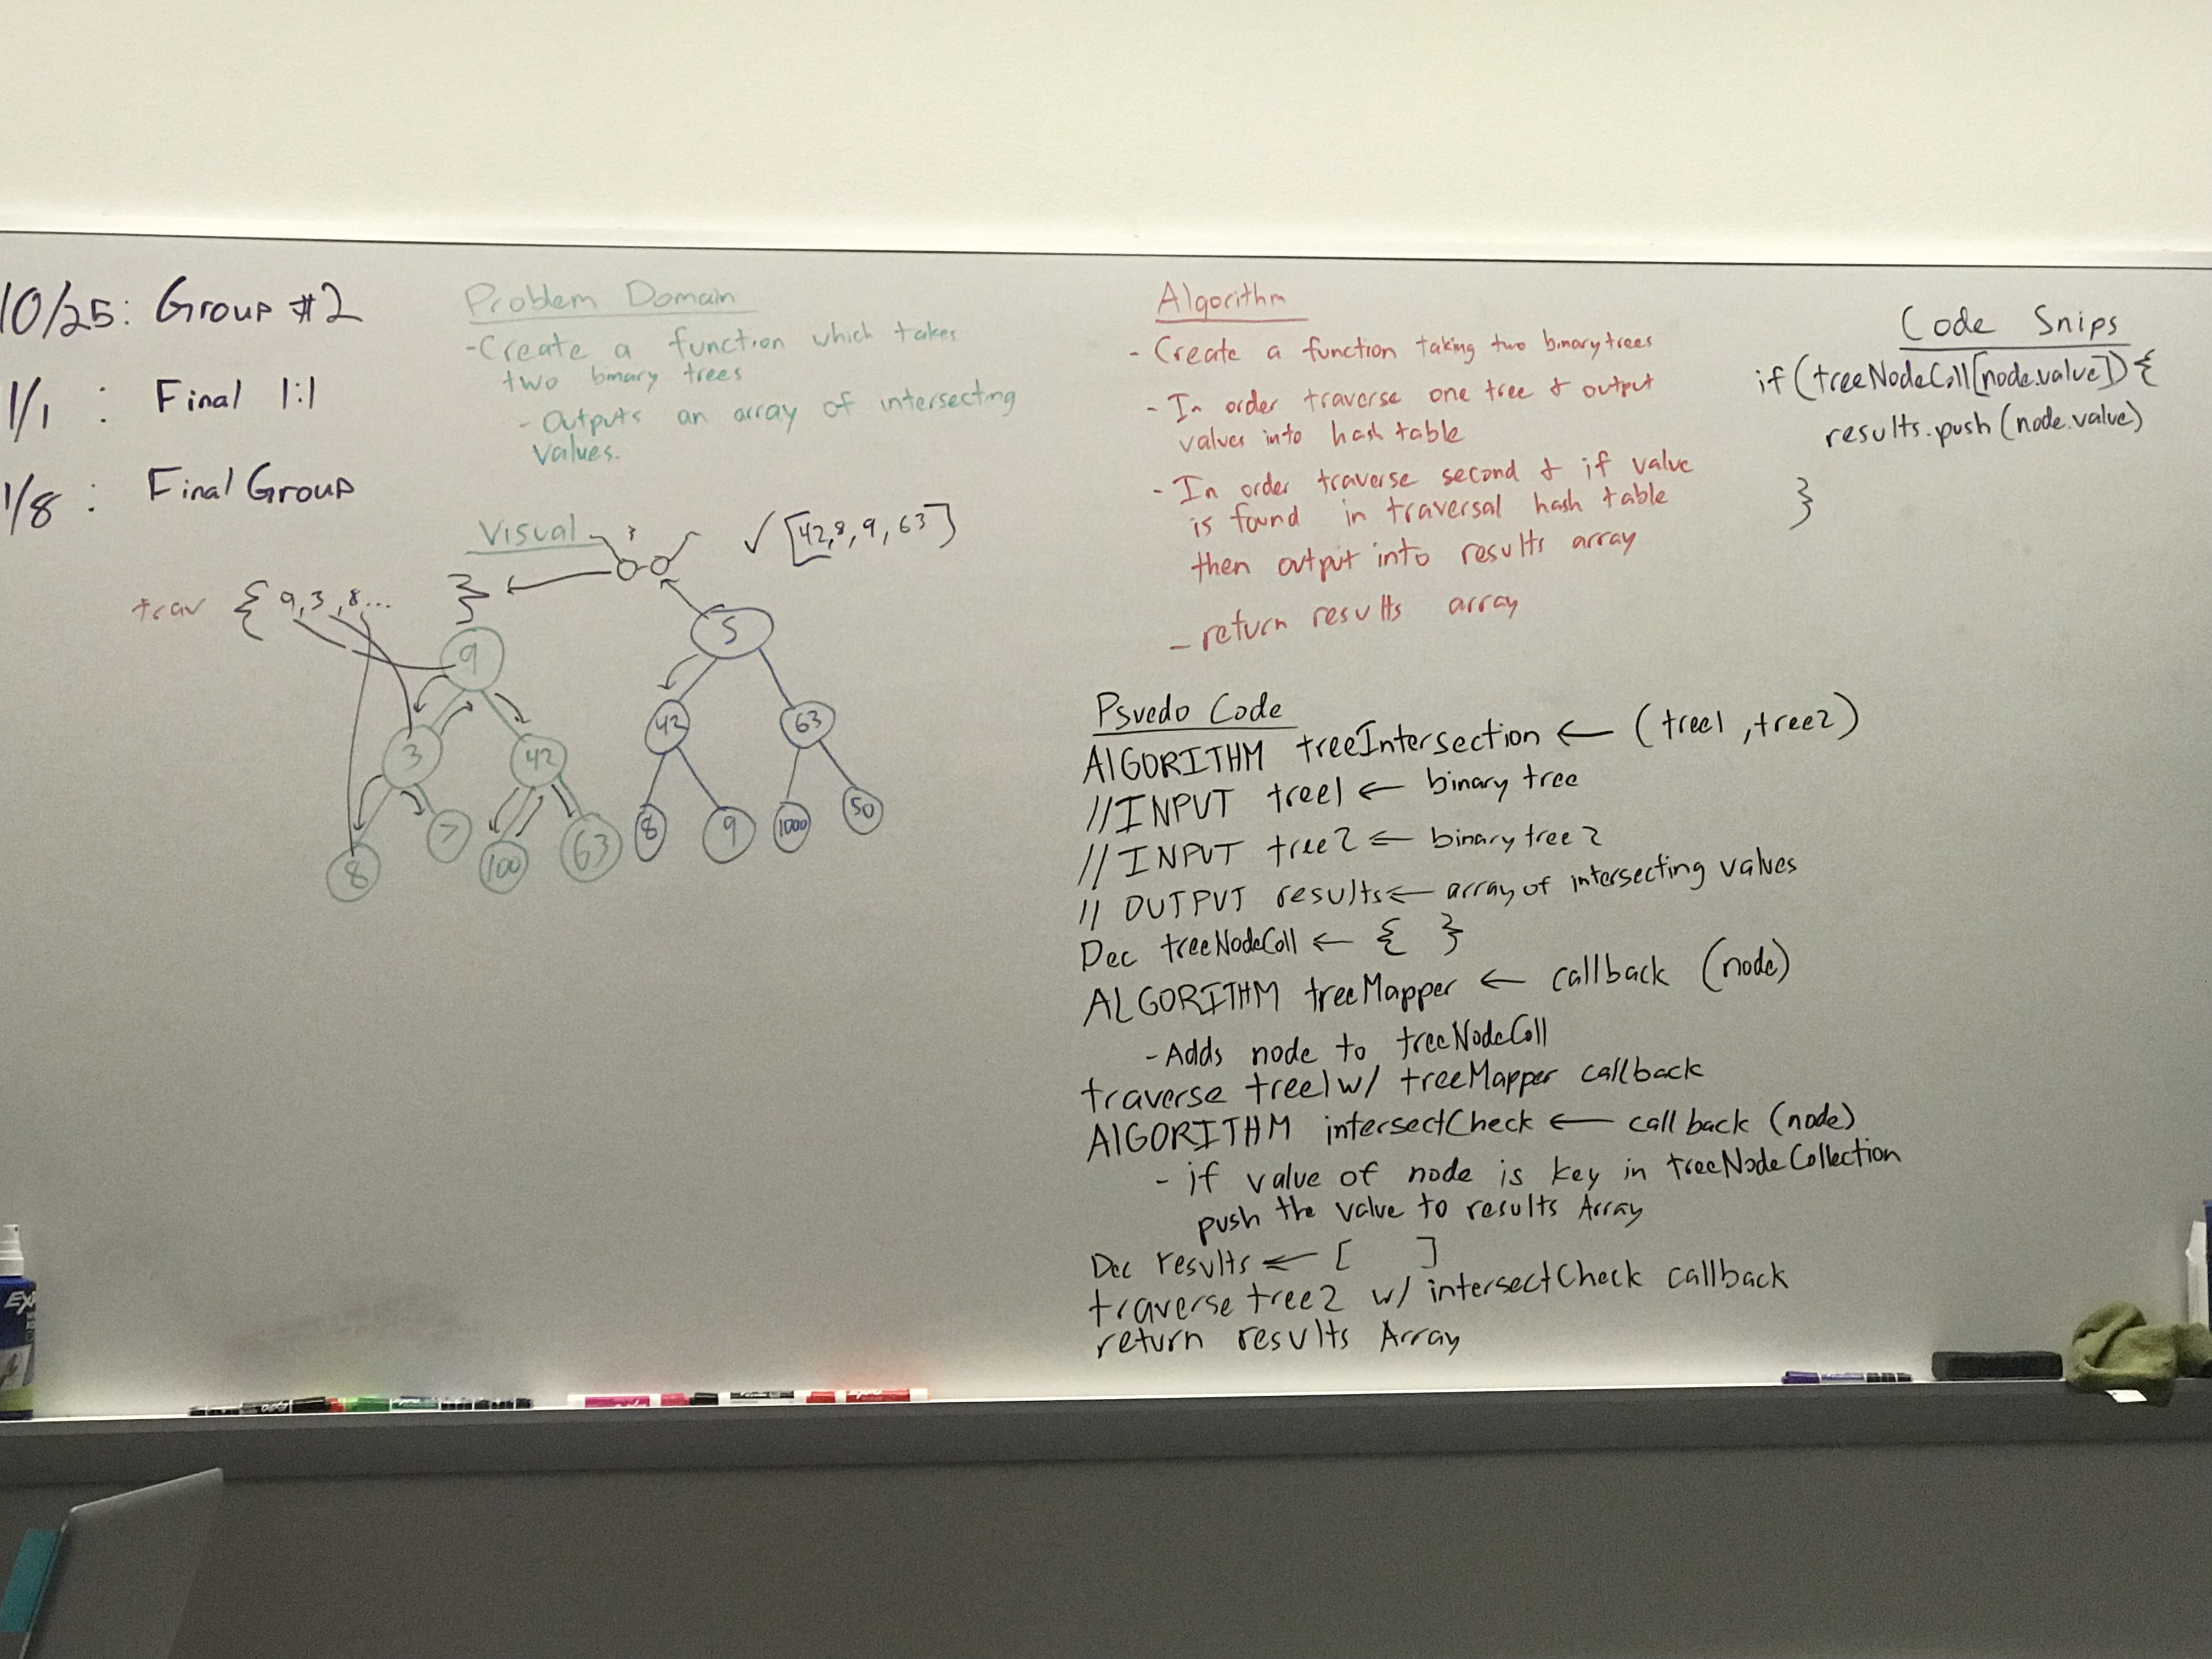 10/25: Group #2
1/1 : Final 1:1
1/8 : Final Group
Problem Domain
-Create a function which takes
two binary trees
- Outputs an array of intersecting
values.
Visual
✓ [42,8,9,63]
trav { 9,3,8... }
9
3
42
8
7
100
63
5
42
63
8
9
1000
50
Algorithm
- Create a function taking two binary trees
- In order traverse one tree & output
values into hash table
- In order traverse second & if value
is found in traversal hash table
then output into results array
- return results array
Psuedo Code
AlGORITHM treeIntersection ← (tree1, tree2)
//INPUT tree1 ← binary tree
//INPUT tree2 ← binary tree 2
// OUTPUT results ← array of intersecting values
Dec treeNodeColl ← { }
ALGORITHM treeMapper ← callback (node)
-Adds node to treeNodeColl
traverse tree1 w/ treeMapper callback
AlGORITHM intersectCheck ← callback (node)
- if value of node is key in treeNodeCollection
push the value to results Array
Dec results ← [ ]
traverse tree2 w/ intersectCheck callback
return results Array
Code Snips
if (treeNodeColl[node.value]) {
results.push(node.value)
}